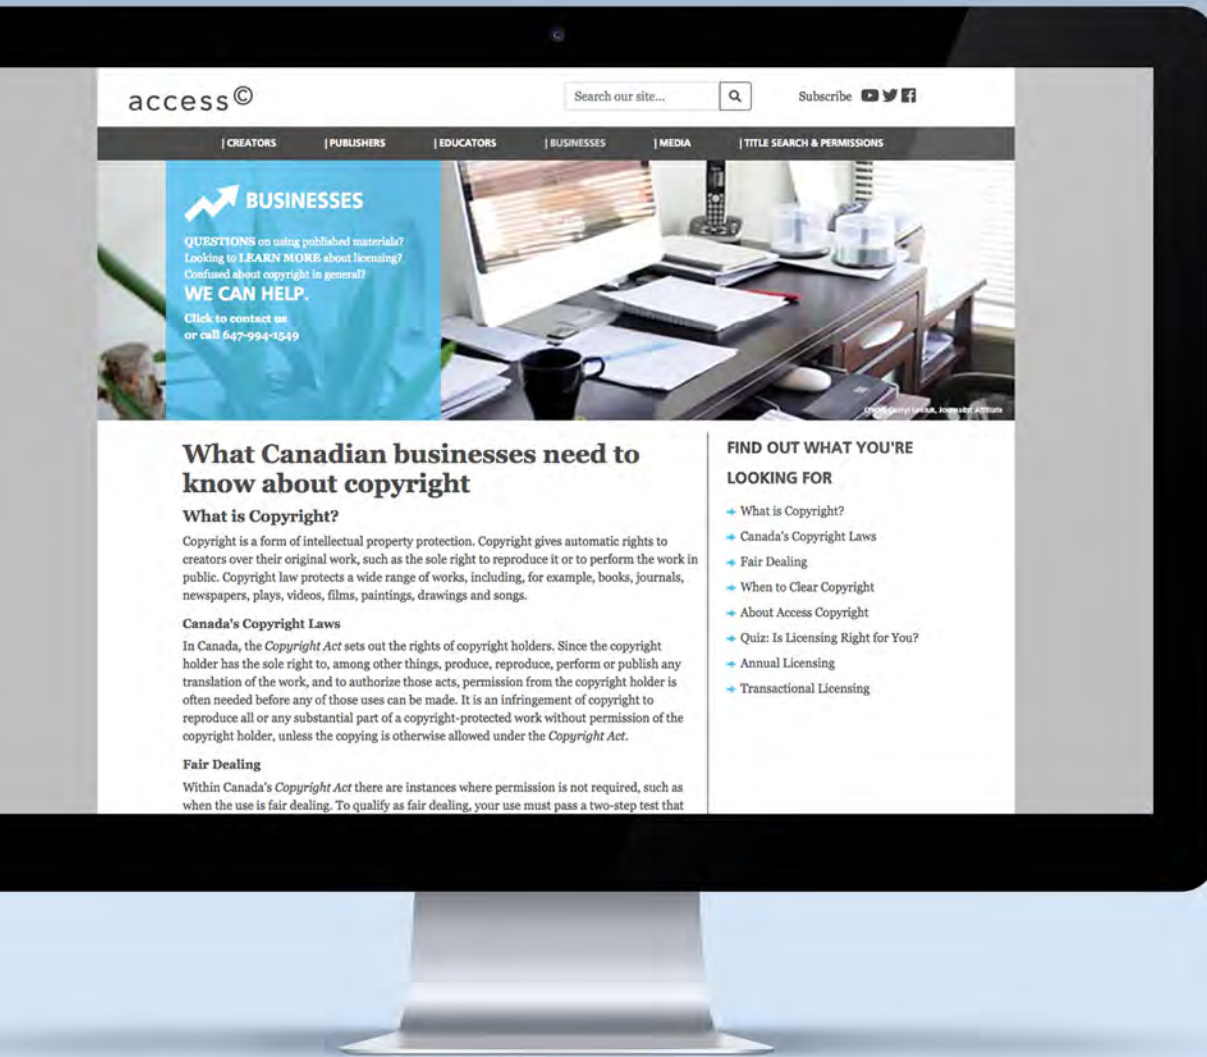 access©
Search our site...
Subscribe
| CREATORS
| PUBLISHERS
| EDUCATORS
| BUSINESSES
| MEDIA
| TITLE SEARCH & PERMISSIONS
BUSINESSES
QUESTIONS on using published materials?
Looking to LEARN MORE about licensing?
Confused about copyright in general?
WE CAN HELP.
Click to contact us
or call 647-994-1549
Journalist Affiliate
What Canadian businesses need to
know about copyright
What is Copyright?
Copyright is a form of intellectual property protection. Copyright gives automatic rights to
creators over their original work, such as the sole right to reproduce it or to perform the work in
public. Copyright law protects a wide range of works, including, for example, books, journals,
newspapers, plays, videos, films, paintings, drawings and songs.
Canada's Copyright Laws
In Canada, the Copyright Act sets out the rights of copyright holders. Since the copyright
holder has the sole right to, among other things, produce, reproduce, perform or publish any
translation of the work, and to authorize those acts, permission from the copyright holder is
often needed before any of those uses can be made. It is an infringement of copyright to
reproduce all or any substantial part of a copyright-protected work without permission of the
copyright holder, unless the copying is otherwise allowed under the Copyright Act.
Fair Dealing
Within Canada's Copyright Act there are instances where permission is not required, such as
when the use is fair dealing. To qualify as fair dealing, your use must pass a two-step test that
FIND OUT WHAT YOU'RE
LOOKING FOR
What is Copyright?
Canada's Copyright Laws
Fair Dealing
When to Clear Copyright
About Access Copyright
Quiz: Is Licensing Right for You?
Annual Licensing
Transactional Licensing